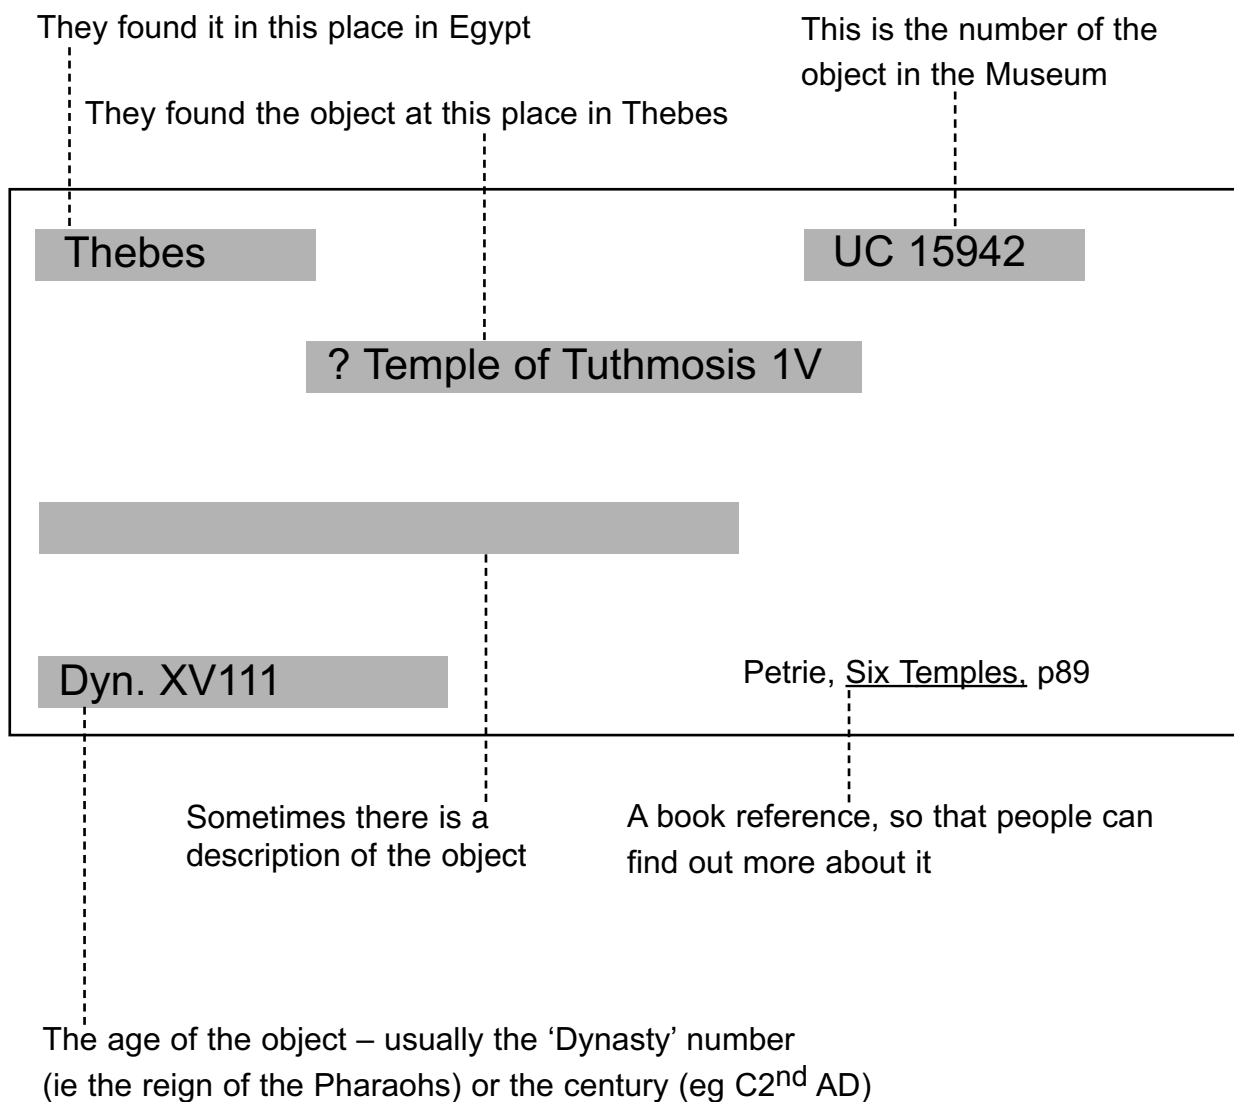 They found it in this place in Egypt
This is the number of the
object in the Museum
They found the object at this place in Thebes
Thebes
UC 15942
? Temple of Tuthmosis 1V
Dyn. XV111
Petrie, Six Temples, p89
Sometimes there is a
description of the object
A book reference, so that people can
find out more about it
The age of the object – usually the ‘Dynasty’ number
(ie the reign of the Pharaohs) or the century (eg C2nd AD)